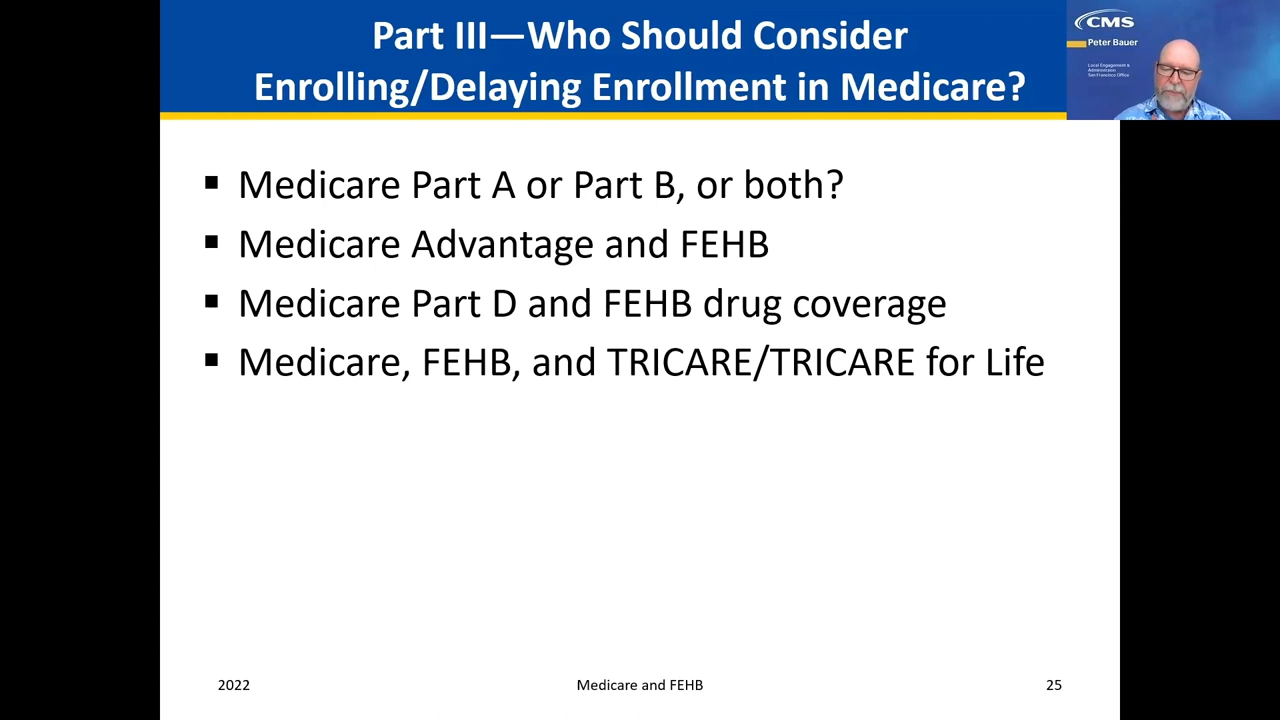 Part III—Who Should Consider
Enrolling/Delaying Enrollment in Medicare?
CMS
Peter Bauer
Local Engagement &
Administration
San Francisco Office
▪ Medicare Part A or Part B, or both?
▪ Medicare Advantage and FEHB
▪ Medicare Part D and FEHB drug coverage
▪ Medicare, FEHB, and TRICARE/TRICARE for Life
2022
Medicare and FEHB
25